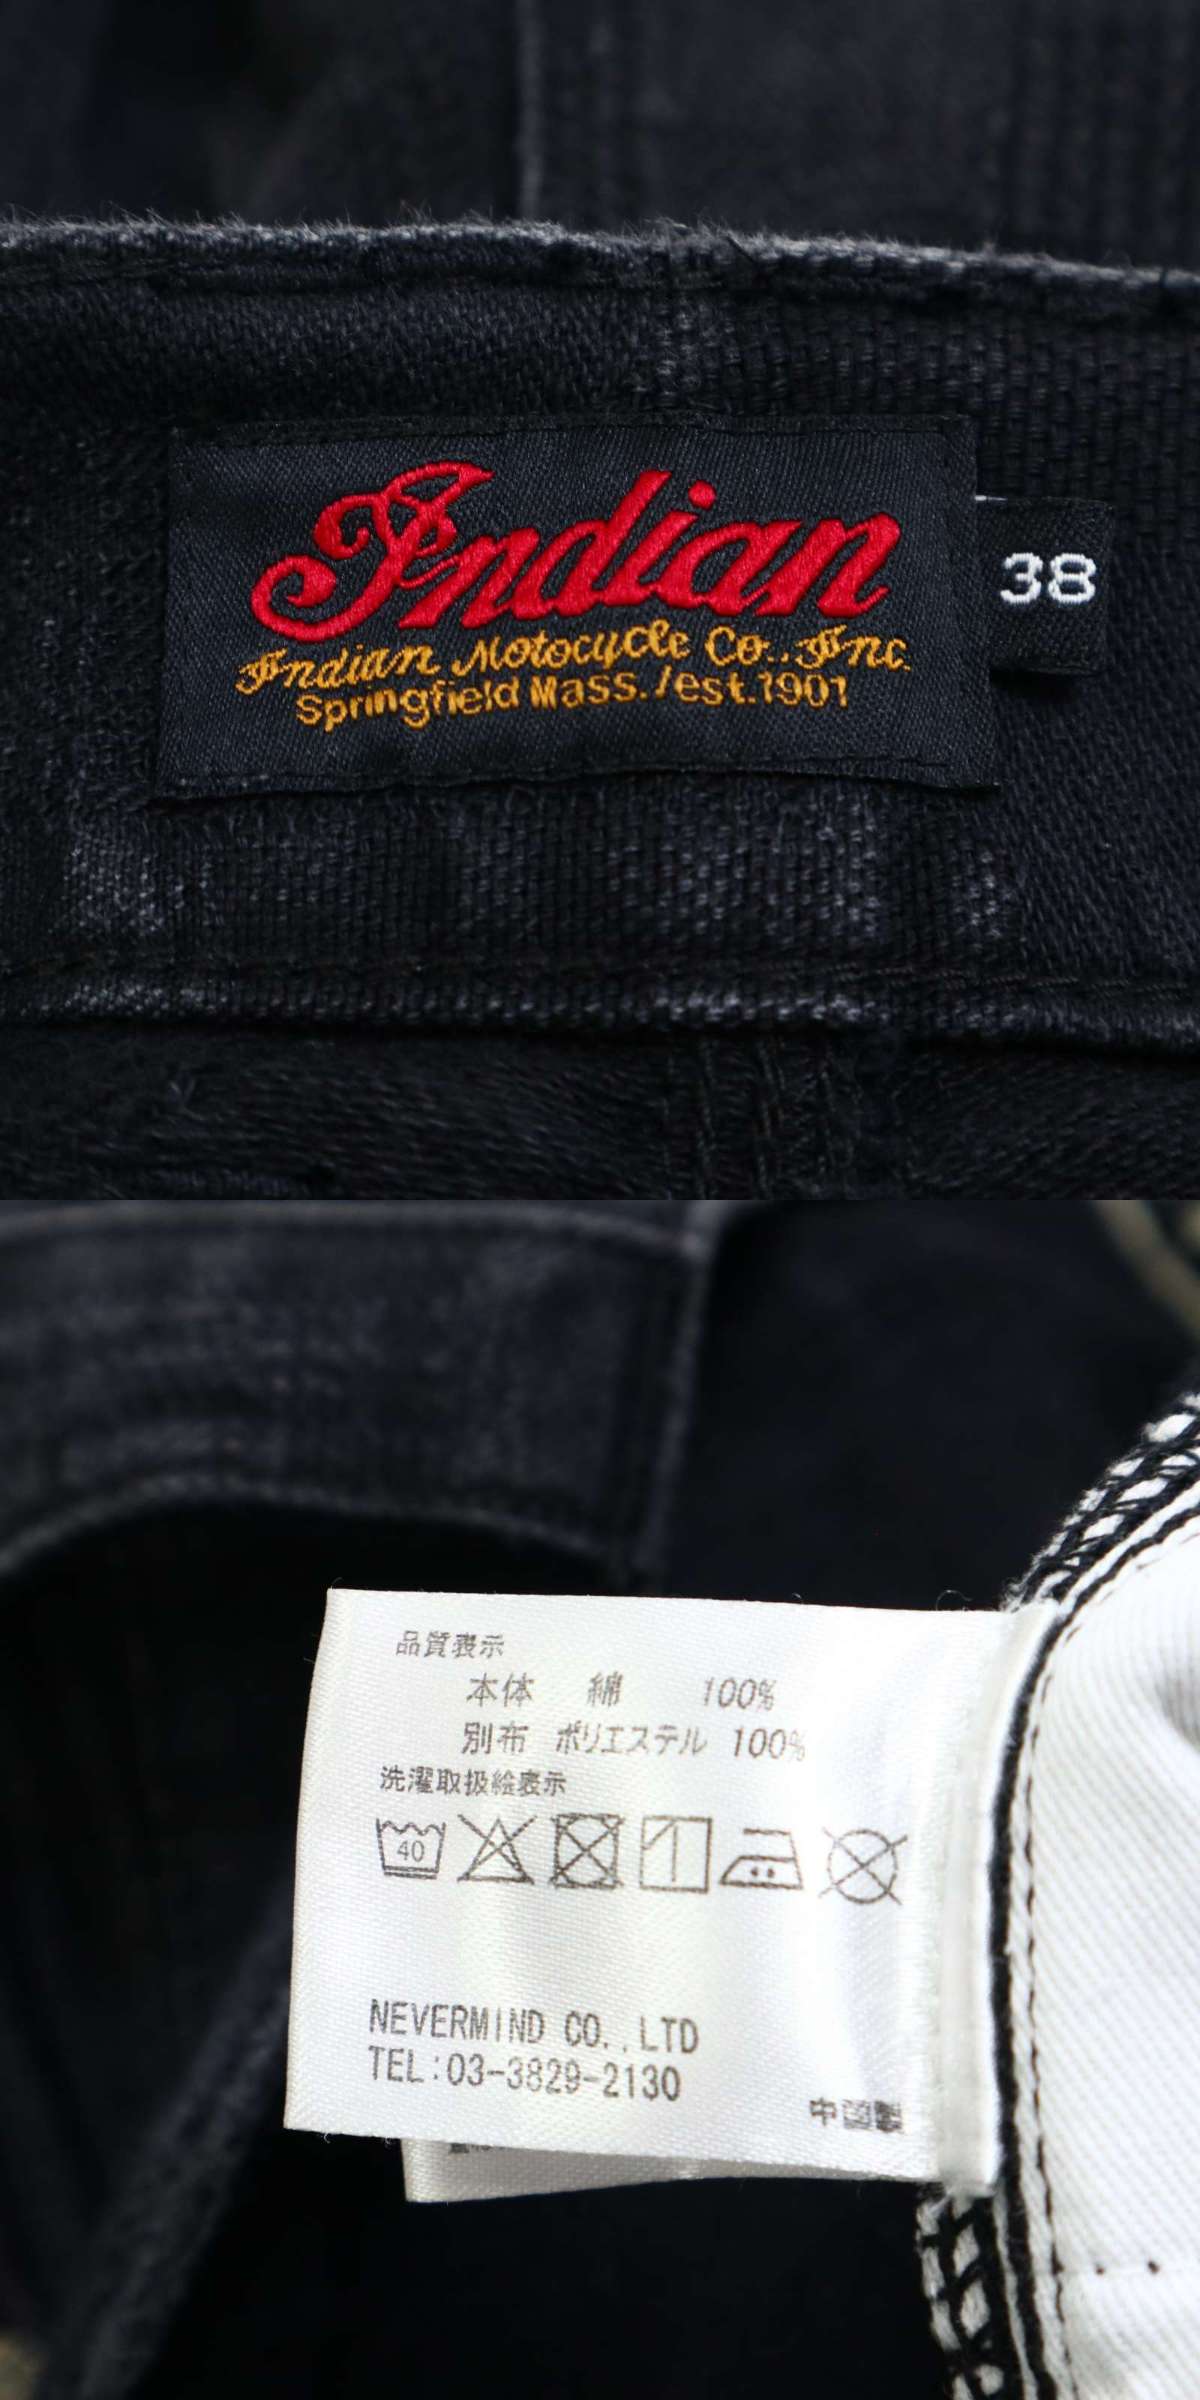 Indian
38
Indian Motocycle Co., Inc.
Springfield Mass./est.1901
品質表示
本体 綿 100%
別布 ポリエステル 100%
洗濯取扱絵表示
40
NEVERMIND CO.,LTD
TEL:03-3829-2130
中国製